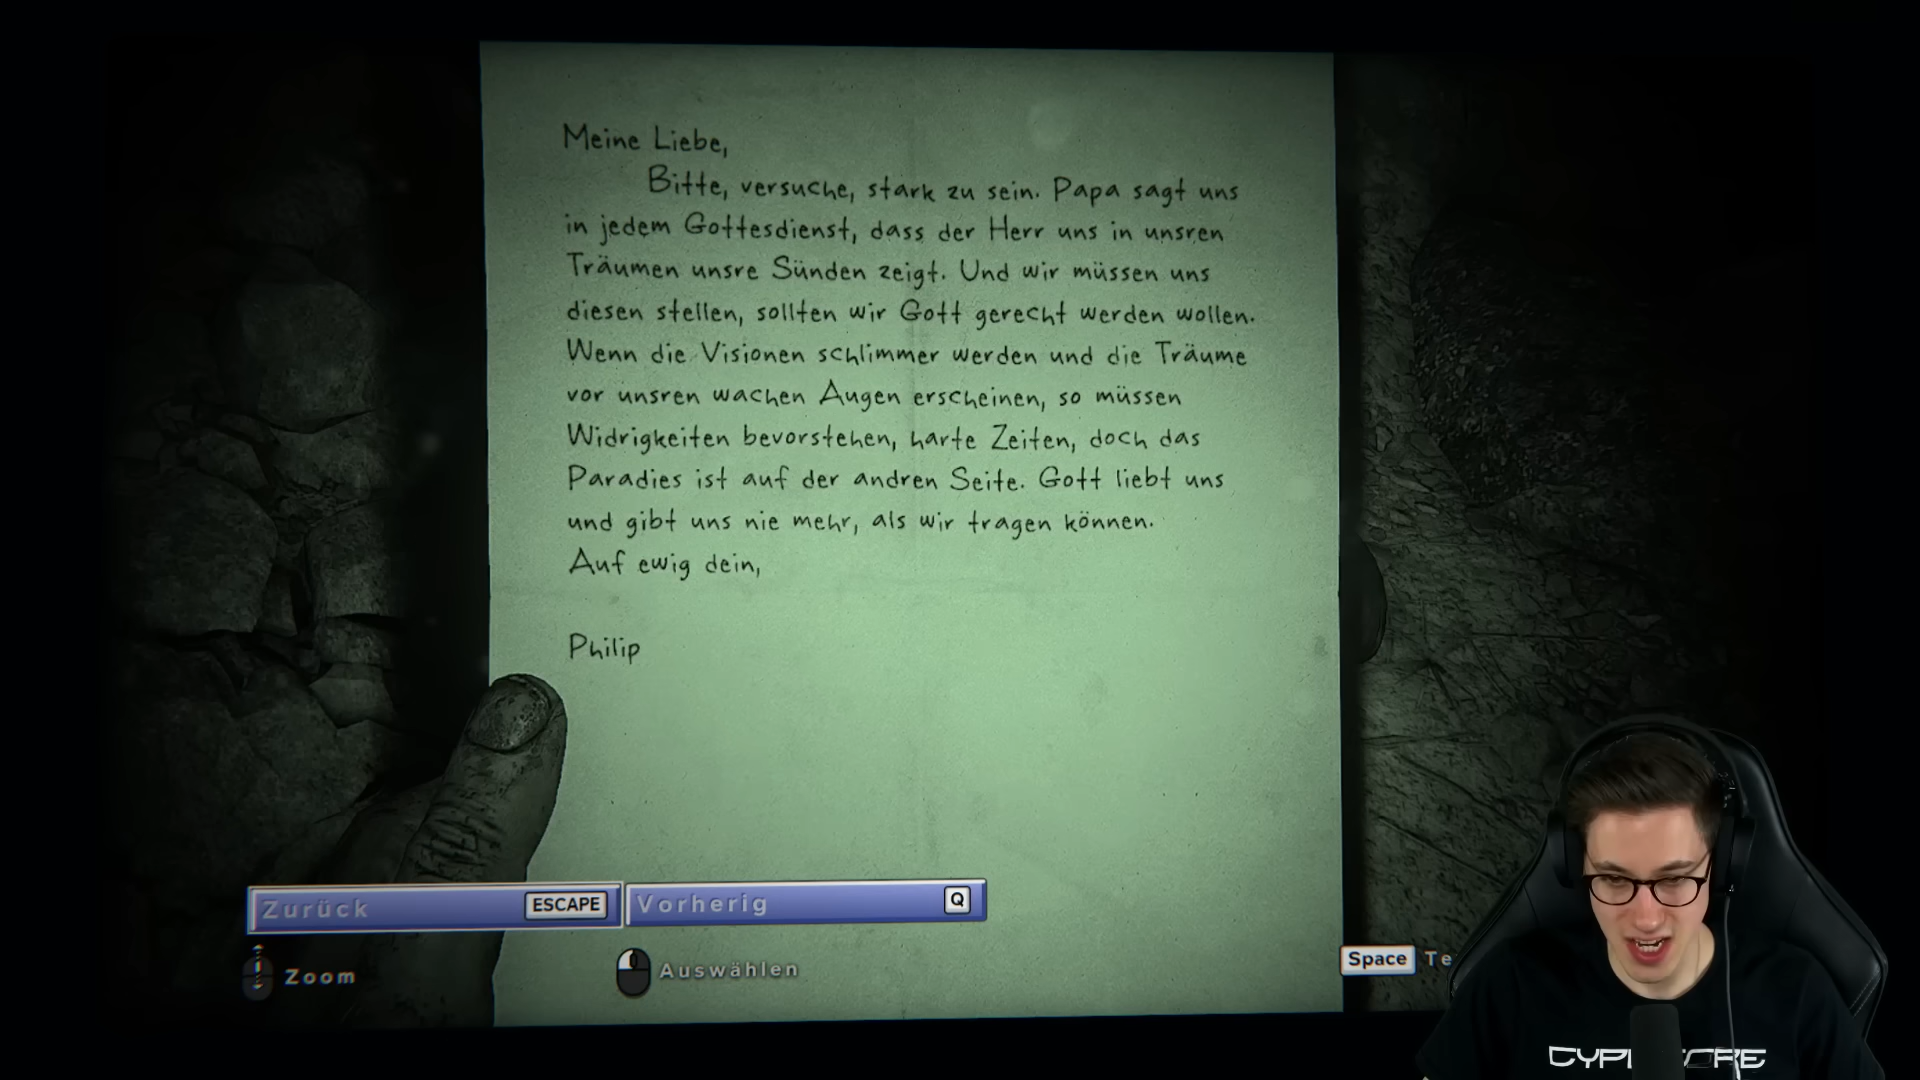 Meine Liebe,
Bitte, versuche, stark zu sein. Papa sagt uns
in jedem Gottesdienst, dass der Herr uns in unsren
Träumen unsre Sünden zeigt. Und wir müssen uns
diesen stellen, sollten wir Gott gerecht werden wollen.
Wenn die Visionen schlimmer werden und die Träume
vor unsren wachen Augen erscheinen, so müssen
Widrigkeiten bevorstehen, harte Zeiten, doch das
Paradies ist auf der andren Seite. Gott liebt uns
und gibt uns nie mehr, als wir tragen können.
Auf ewig dein,
Philip
Zurück ESCAPE Vorherig Q
Zoom Auswählen Space Te